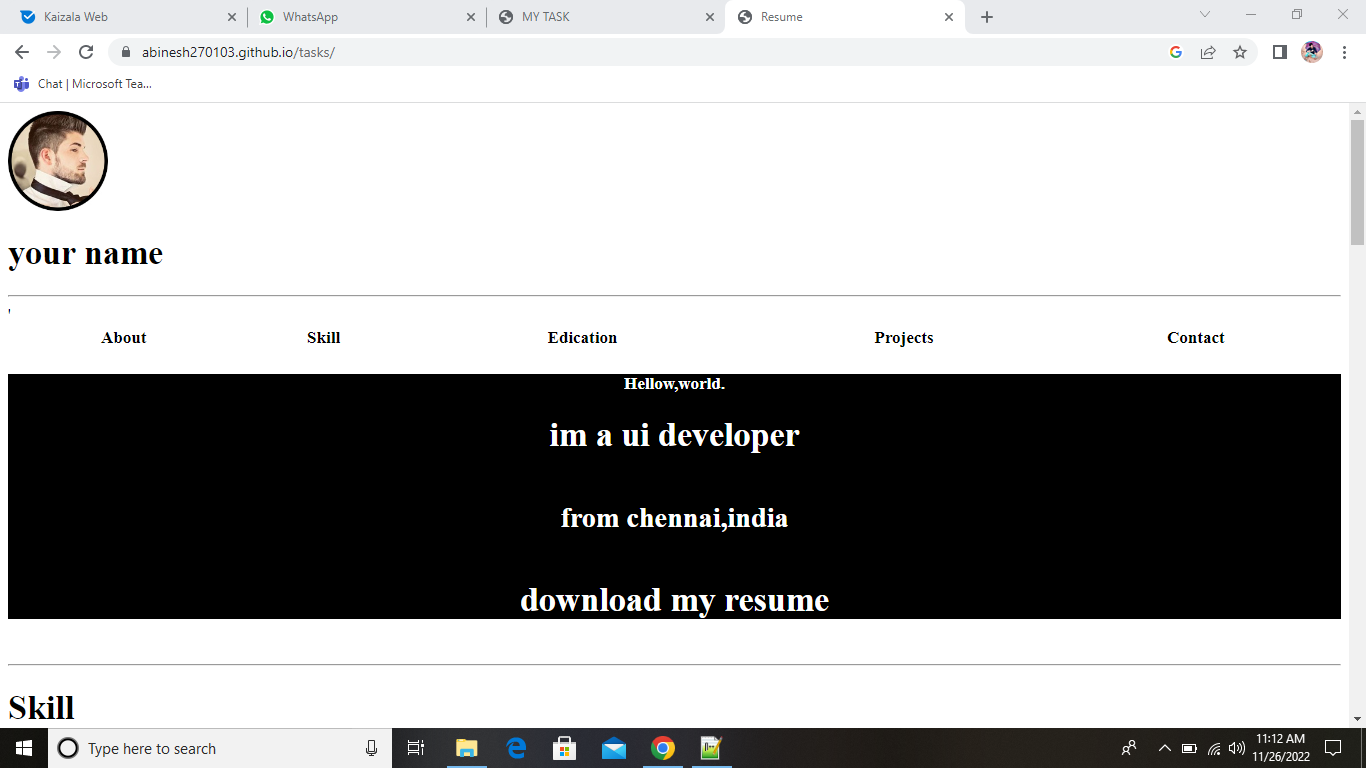 Kaizala Web
WhatsApp
MY TASK
Resume
abinesh270103.github.io/tasks/
Chat | Microsoft Tea...
your name
'
About Skill Edication Projects Contact
Hellow,world.
im a ui developer
from chennai,india
download my resume
Skill
Type here to search
11:12 AM
11/26/2022